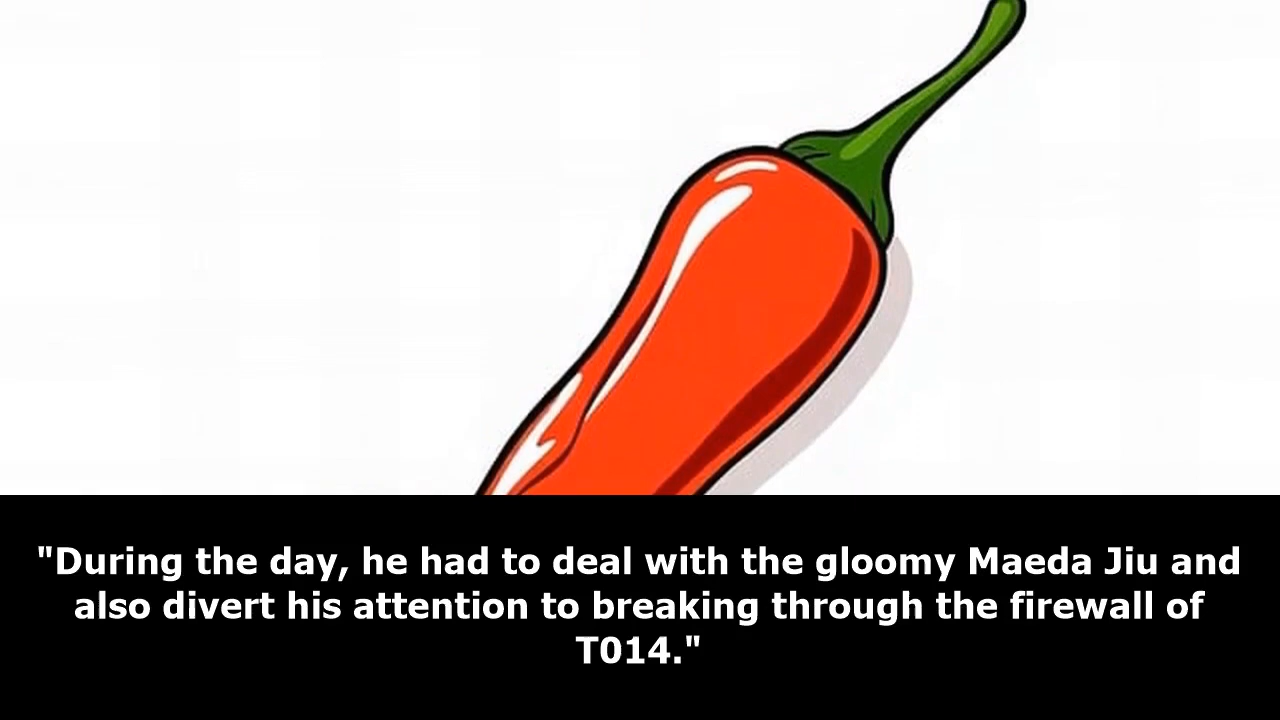 "During the day, he had to deal with the gloomy Maeda Jiu and
also divert his attention to breaking through the firewall of
T014."